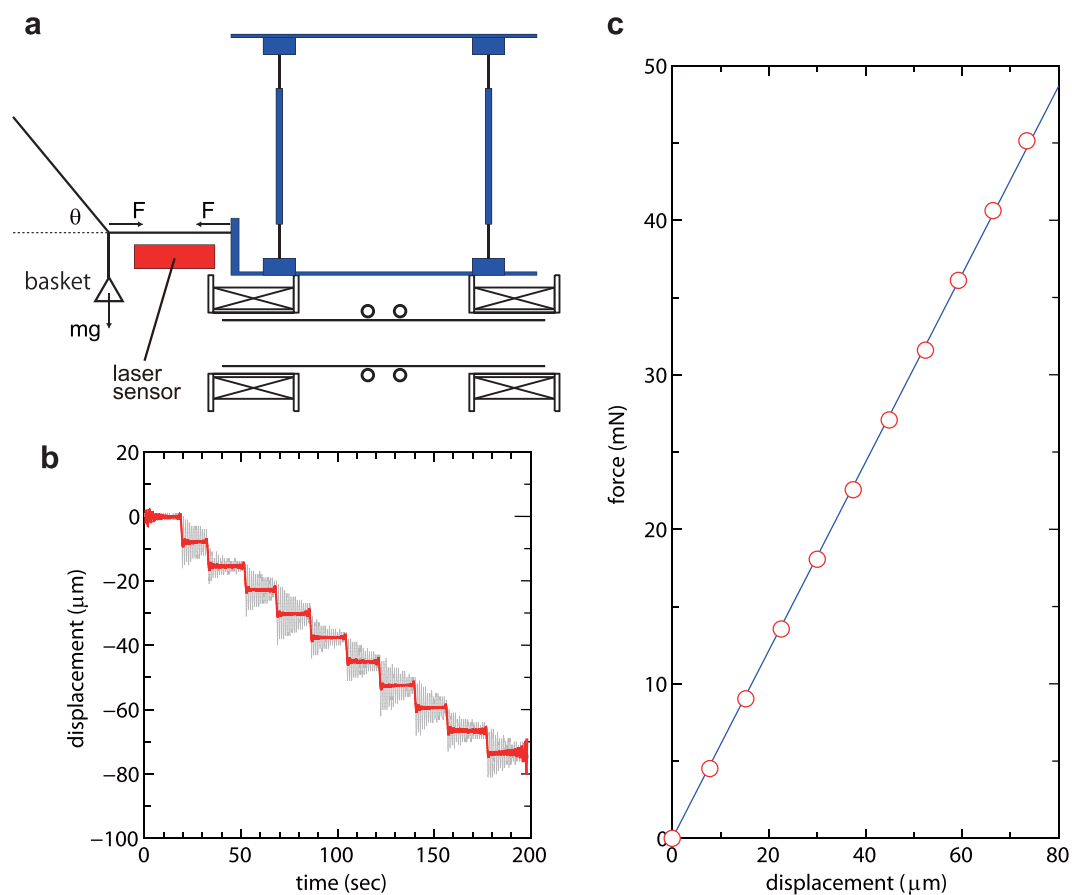 a
θ
F
F
basket
mg
laser
sensor
b
20
0
−20
−40
−60
−80
−100
displacement (μm)
0
50
100
150
200
time (sec)
c
50
40
30
20
10
0
force (mN)
0
20
40
60
80
displacement (μm)